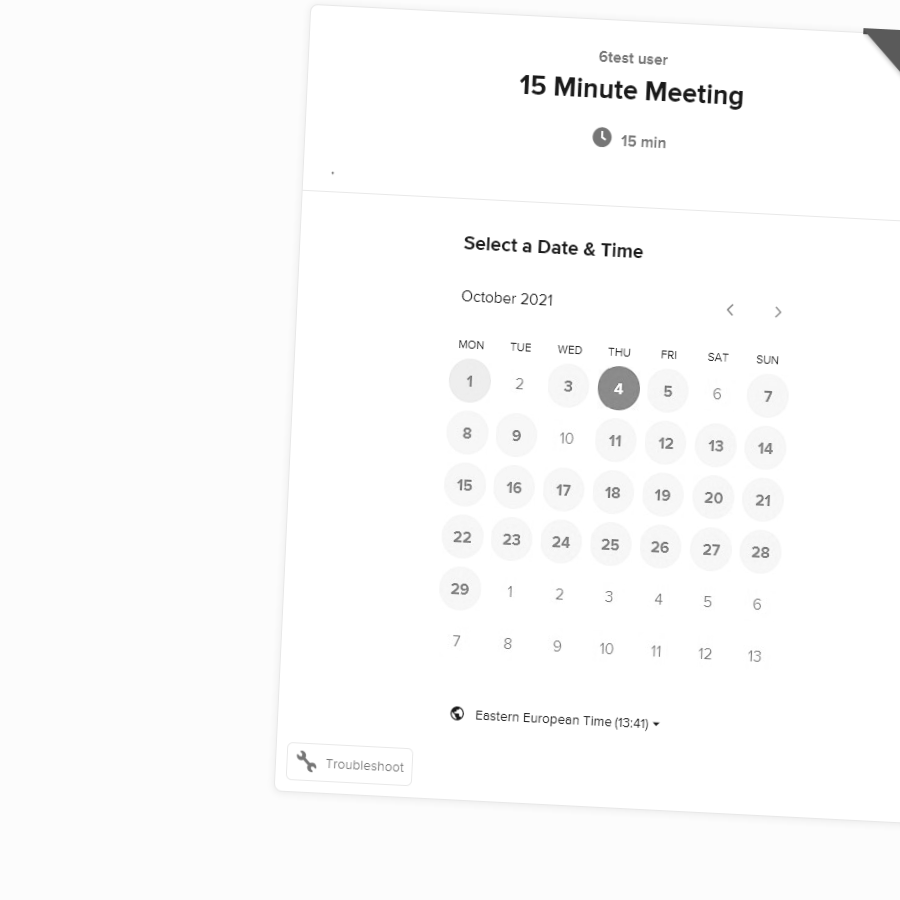 6test user
15 Minute Meeting
15 min
.
Select a Date & Time
October 2021
MON TUE WED THU FRI SAT SUN
1 2 3 4 5 6 7
8 9 10 11 12 13 14
15 16 17 18 19 20 21
22 23 24 25 26 27 28
29 1 2 3 4 5 6
7 8 9 10 11 12 13
Eastern European Time (13:41)
Troubleshoot